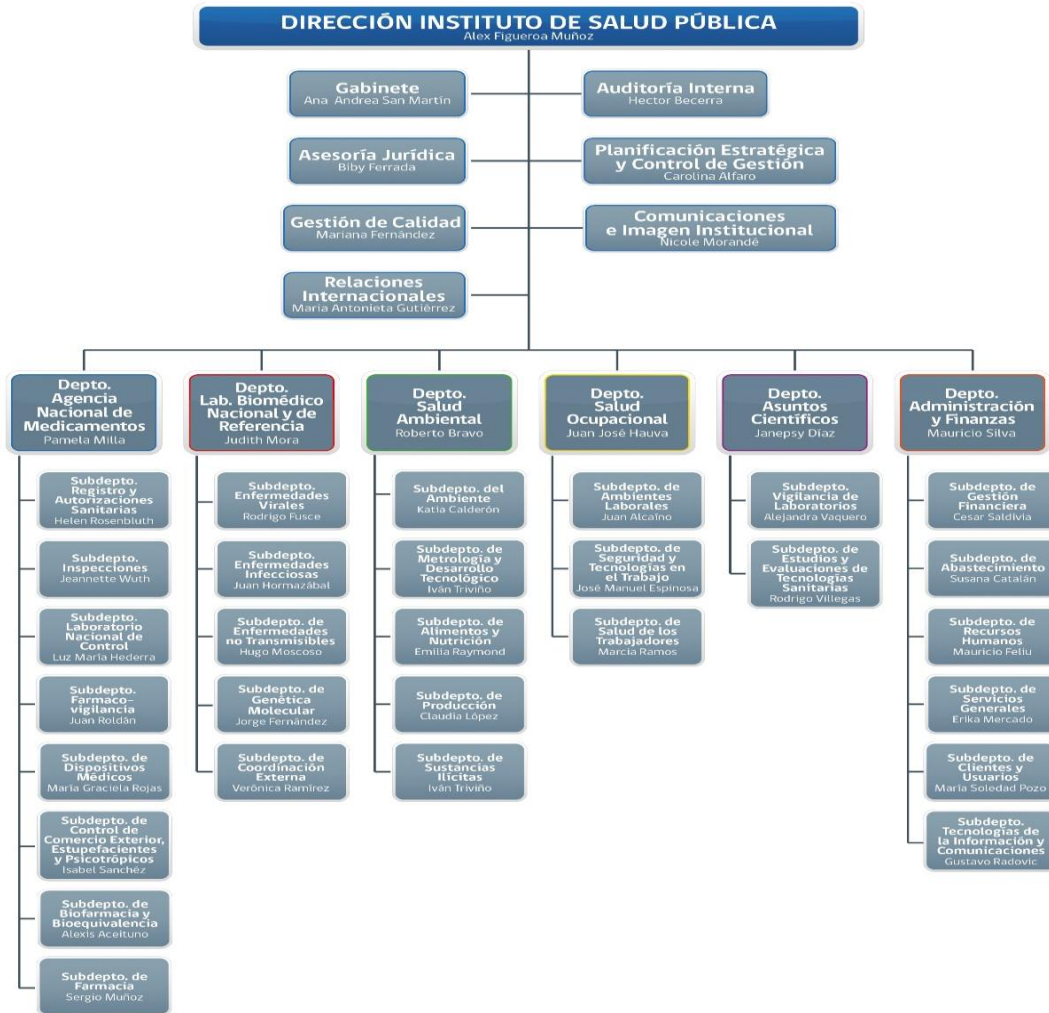 DIRECCIÓN INSTITUTO DE SALUD PÚBLICA
Alex Figueroa Muñoz
Gabinete
Ana Andrea San Martín
Auditoría Interna
Hector Becerra
Asesoría Jurídica
Biby Ferrada
Planificación Estratégica
y Control de Gestión
Carolina Alfaro
Gestión de Calidad
Mariana Fernández
Comunicaciones
e Imagen Institucional
Nicole Morandé
Relaciones
Internacionales
Maria Antonieta Gutiérrez
Depto.
Agencia
Nacional de
Medicamentos
Pamela Milla
Subdepto.
Registro y
Autorizaciones
Sanitarias
Helen Rosenbluth
Subdepto.
Inspecciones
Jeannette Wuth
Subdepto.
Laboratorio
Nacional de
Control
Luz María Hederra
Subdepto.
Farmaco-
vigilancia
Juan Roldán
Subdepto. de
Dispositivos
Médicos
María Graciela Rojas
Subdepto. de
Control de
Comercio Exterior,
Estupefacientes
y Psicotrópicos
Isabel Sanchéz
Subdepto. de
Biofarmacia y
Bioequivalencia
Alexis Aceituno
Subdepto. de
Farmacia
Sergio Muñoz
Depto.
Lab. Biomédico
Nacional y de
Referencia
Judith Mora
Subdepto.
Enfermedades
Virales
Rodrigo Fusce
Subdepto.
Enfermedades
Infecciosas
Juan Hormazábal
Subdepto. de
Enfermedades
no Transmisibles
Hugo Moscoso
Subdepto. de
Genética
Molecular
Jorge Fernández
Subdepto. de
Coordinación
Externa
Verónica Ramírez
Depto.
Salud
Ambiental
Roberto Bravo
Subdepto. del
Ambiente
Katia Calderón
Subdepto. de
Metrología y
Desarrollo
Tecnológico
Iván Triviño
Subdepto. de
Alimentos y
Nutrición
Emilia Raymond
Subdepto. de
Producción
Claudia López
Subdepto. de
Sustancias
Ilícitas
Iván Triviño
Depto.
Salud
Ocupacional
Juan José Hauva
Subdepto. de
Ambientes
Laborales
Juan Alcaíno
Subdepto. de
Seguridad y
Tecnologías en
el Trabajo
José Manuel Espinosa
Subdepto. de
Salud de los
Trabajadores
Marcia Ramos
Depto.
Asuntos
Científicos
Janepsy Díaz
Subdepto.
Vigilancia de
Laboratorios
Alejandra Vaquero
Subdepto.
de Estudios y
Evaluaciones de
Tecnologías
Sanitarias
Rodrigo Villegas
Depto.
Administración
y Finanzas
Mauricio Silva
Subdepto. de
Gestión
Financiera
Cesar Saldivia
Subdepto. de
Abastecimiento
Susana Catalán
Subdepto. de
Recursos
Humanos
Mauricio Feliu
Subdepto. de
Servicios
Generales
Erika Mercado
Subdepto. de
Clientes y
Usuarios
María Soledad Pozo
Subdepto.
Tecnologías de
la Información y
Comunicaciones
Gustavo Radovic